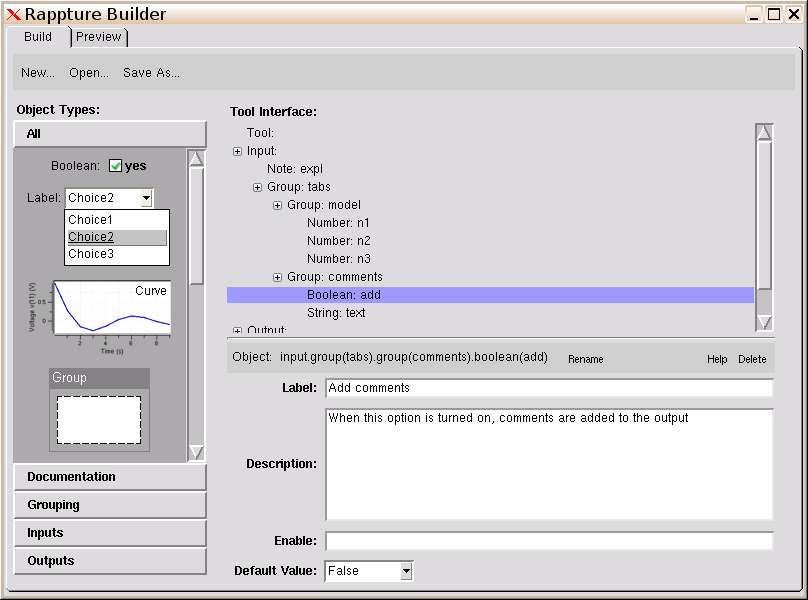 Rappture Builder
Build
Preview
New...
Open...
Save As...
Object Types:
All
Boolean: yes
Label: Choice2
Choice1
Choice2
Choice3
Curve
Voltage v(11) (V)
0.5
0
2 4 6 8
Time (s)
Group
Documentation
Grouping
Inputs
Outputs
Tool Interface:
Tool:
Input:
Note: expl
Group: tabs
Group: model
Number: n1
Number: n2
Number: n3
Group: comments
Boolean: add
String: text
Output:
Object: input.group(tabs).group(comments).boolean(add)
Rename
Help
Delete
Label: Add comments
Description: When this option is turned on, comments are added to the output
Enable:
Default Value: False